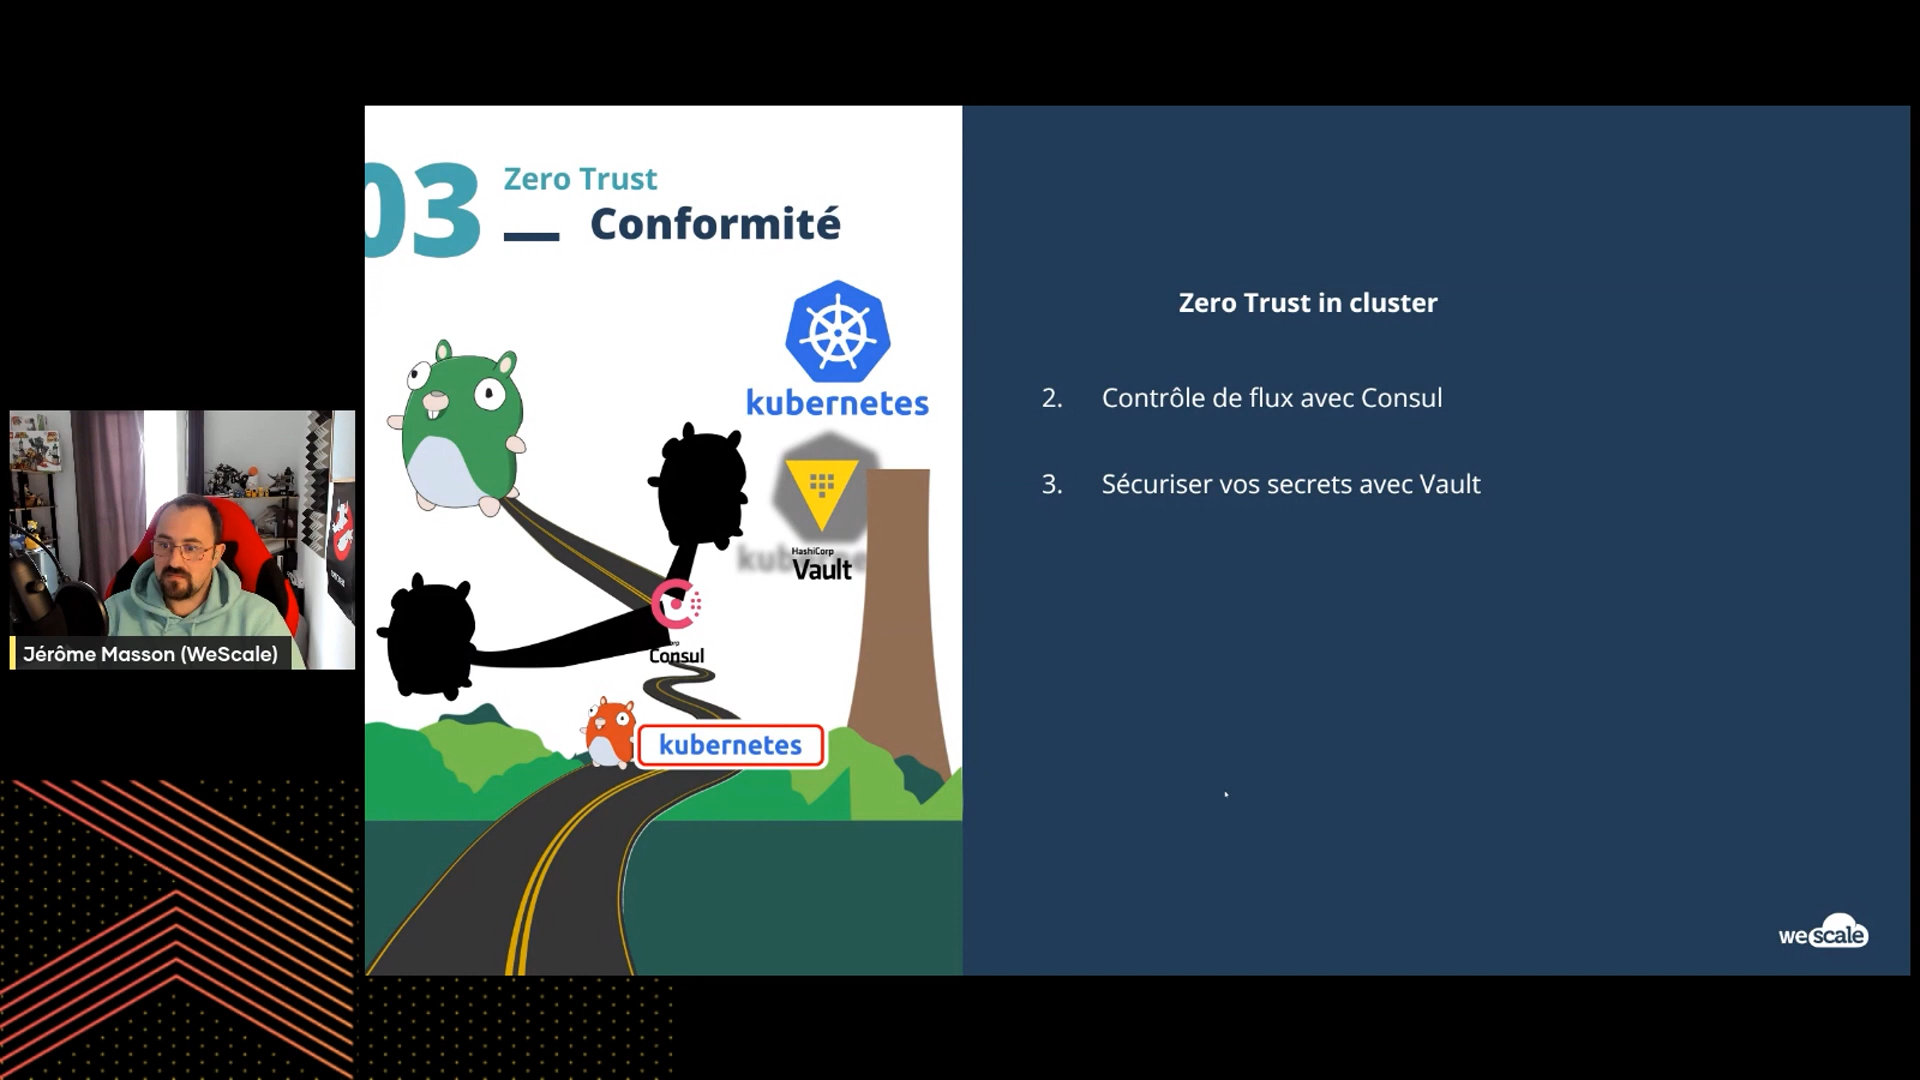 03
Zero Trust
Conformité
kubernetes
HashiCorp
Vault
Consul
kubernetes
Zero Trust in cluster
2. Contrôle de flux avec Consul
3. Sécuriser vos secrets avec Vault
Jérôme Masson (WeScale)
wescale